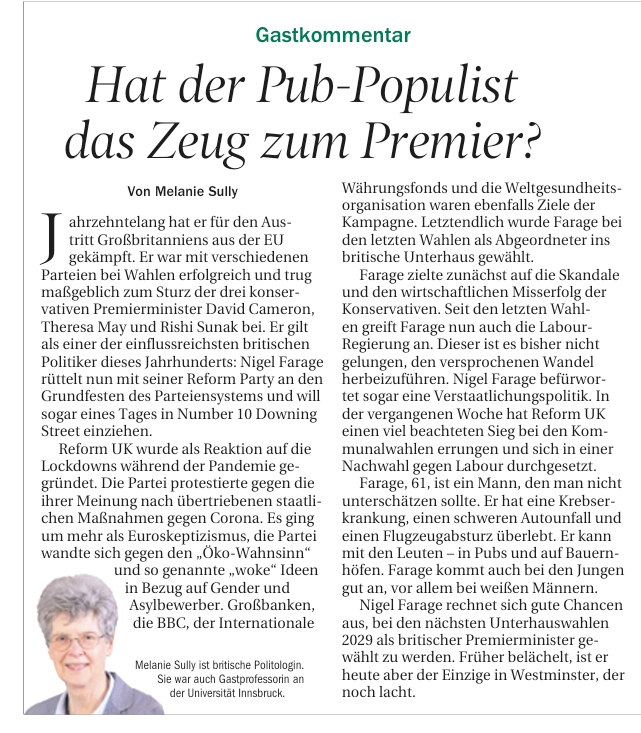 Gastkommentar
Hat der Pub-Populist
das Zeug zum Premier?
Von Melanie Sully
Jahrzehntelang hat er für den Aus-
tritt Großbritanniens aus der EU
gekämpft. Er war mit verschiedenen
Parteien bei Wahlen erfolgreich und trug
maßgeblich zum Sturz der drei konser-
vativen Premierminister David Cameron,
Theresa May und Rishi Sunak bei. Er gilt
als einer der einflussreichsten britischen
Politiker dieses Jahrhunderts: Nigel Farage
rüttelt nun mit seiner Reform Party an den
Grundfesten des Parteiensystems und will
sogar eines Tages in Number 10 Downing
Street einziehen.
Reform UK wurde als Reaktion auf die
Lockdowns während der Pandemie ge-
gründet. Die Partei protestierte gegen die
ihrer Meinung nach übertriebenen staatli-
chen Maßnahmen gegen Corona. Es ging
um mehr als Euroskeptizismus, die Partei
wandte sich gegen den „Öko-Wahnsinn“
und so genannte „woke“ Ideen
in Bezug auf Gender und
Asylbewerber. Großbanken,
die BBC, der Internationale
Melanie Sully ist britische Politologin.
Sie war auch Gastprofessorin an
der Universität Innsbruck.
Währungsfonds und die Weltgesundheits-
organisation waren ebenfalls Ziele der
Kampagne. Letztendlich wurde Farage bei
den letzten Wahlen als Abgeordneter ins
britische Unterhaus gewählt.
Farage zielte zunächst auf die Skandale
und den wirtschaftlichen Misserfolg der
Konservativen. Seit den letzten Wahl-
en greift Farage nun auch die Labour-
Regierung an. Dieser ist es bisher nicht
gelungen, den versprochenen Wandel
herbeizuführen. Nigel Farage befürwor-
tet sogar eine Verstaatlichungspolitik. In
der vergangenen Woche hat Reform UK
einen viel beachteten Sieg bei den Kom-
munalwahlen errungen und sich in einer
Nachwahl gegen Labour durchgesetzt.
Farage, 61, ist ein Mann, den man nicht
unterschätzen sollte. Er hat eine Krebser-
krankung, einen schweren Autounfall und
einen Flugzeugabsturz überlebt. Er kann
mit den Leuten – in Pubs und auf Bauern-
höfen. Farage kommt auch bei den Jungen
gut an, vor allem bei weißen Männern.
Nigel Farage rechnet sich gute Chancen
aus, bei den nächsten Unterhauswahlen
2029 als britischer Premierminister ge-
wählt zu werden. Früher belächelt, ist er
heute aber der Einzige in Westminster, der
noch lacht.